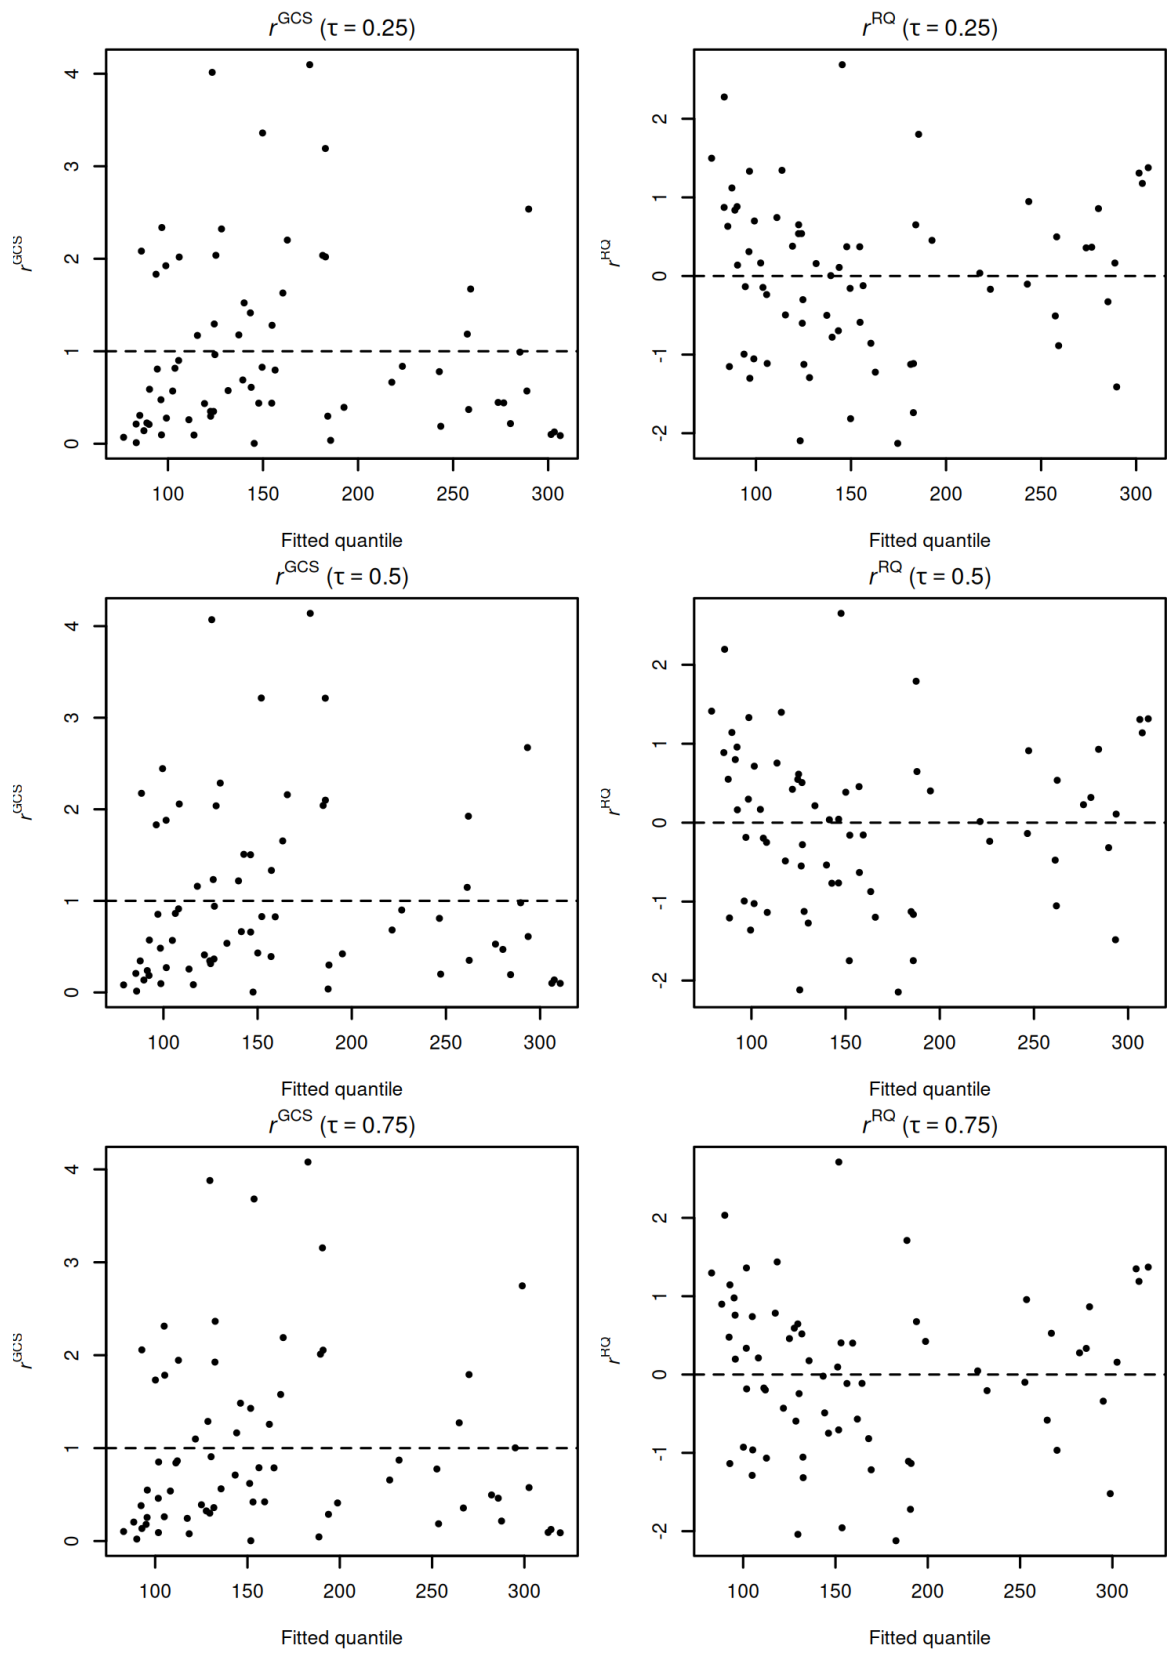 r^GCS (τ = 0.25)
r^GCS
4
3
2
1
0
100 150 200 250 300
Fitted quantile
r^RQ (τ = 0.25)
r^RQ
2
1
0
-1
-2
100 150 200 250 300
Fitted quantile
r^GCS (τ = 0.5)
r^GCS
4
3
2
1
0
100 150 200 250 300
Fitted quantile
r^RQ (τ = 0.5)
r^RQ
2
1
0
-1
-2
100 150 200 250 300
Fitted quantile
r^GCS (τ = 0.75)
r^GCS
4
3
2
1
0
100 150 200 250 300
Fitted quantile
r^RQ (τ = 0.75)
r^RQ
2
1
0
-1
-2
100 150 200 250 300
Fitted quantile